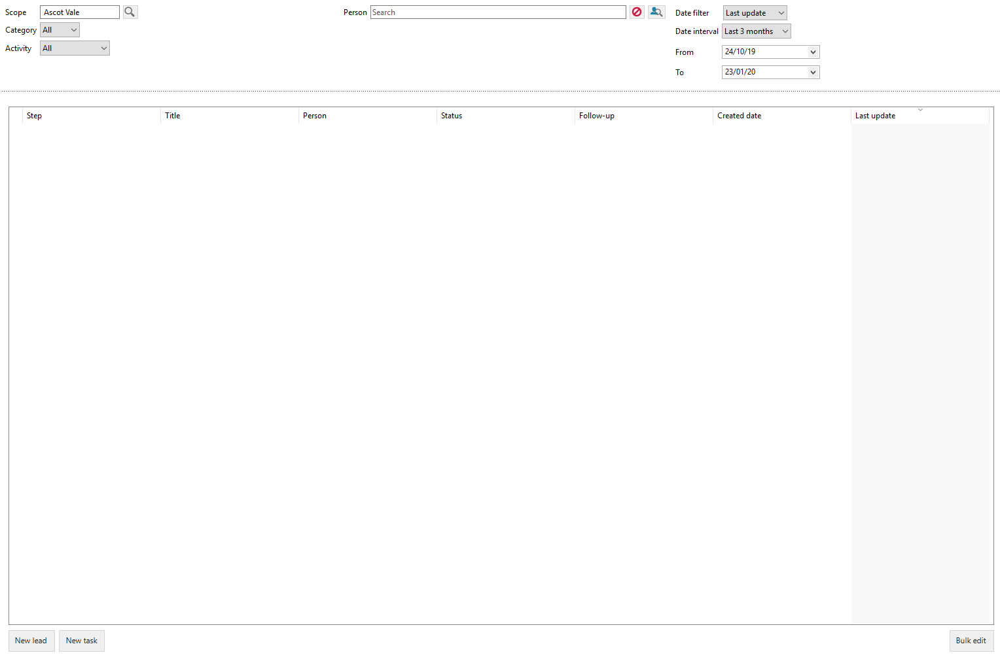 Scope Ascot Vale Person Search Date filter Last update
Category All Date interval Last 3 months
Activity All From 24/10/19
To 23/01/20
Step Title Person Status Follow-up Created date Last update
New lead New task Bulk edit